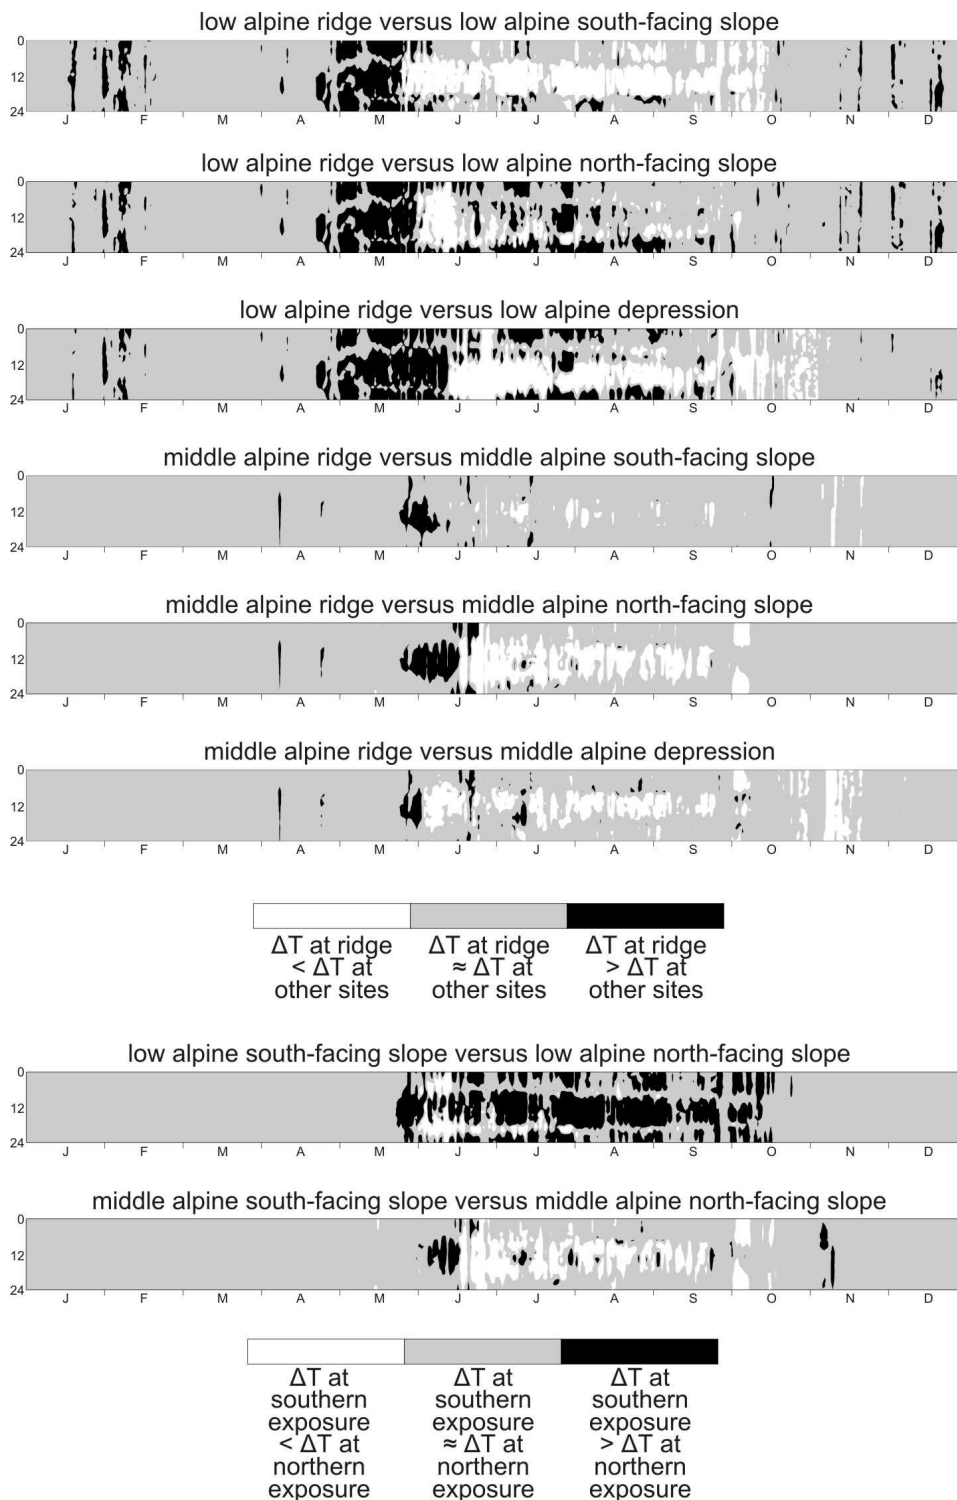 low alpine ridge versus low alpine south-facing slope
0
12
24
J F M A M J J A S O N D
low alpine ridge versus low alpine north-facing slope
0
12
24
J F M A M J J A S O N D
low alpine ridge versus low alpine depression
0
12
24
J F M A M J J A S O N D
middle alpine ridge versus middle alpine south-facing slope
0
12
24
J F M A M J J A S O N D
middle alpine ridge versus middle alpine north-facing slope
0
12
24
J F M A M J J A S O N D
middle alpine ridge versus middle alpine depression
0
12
24
J F M A M J J A S O N D
ΔT at ridge
< ΔT at
other sites
ΔT at ridge
≈ ΔT at
other sites
ΔT at ridge
> ΔT at
other sites
low alpine south-facing slope versus low alpine north-facing slope
0
12
24
J F M A M J J A S O N D
middle alpine south-facing slope versus middle alpine north-facing slope
0
12
24
J F M A M J J A S O N D
ΔT at
southern
exposure
< ΔT at
northern
exposure
ΔT at
southern
exposure
≈ ΔT at
northern
exposure
ΔT at
southern
exposure
> ΔT at
northern
exposure